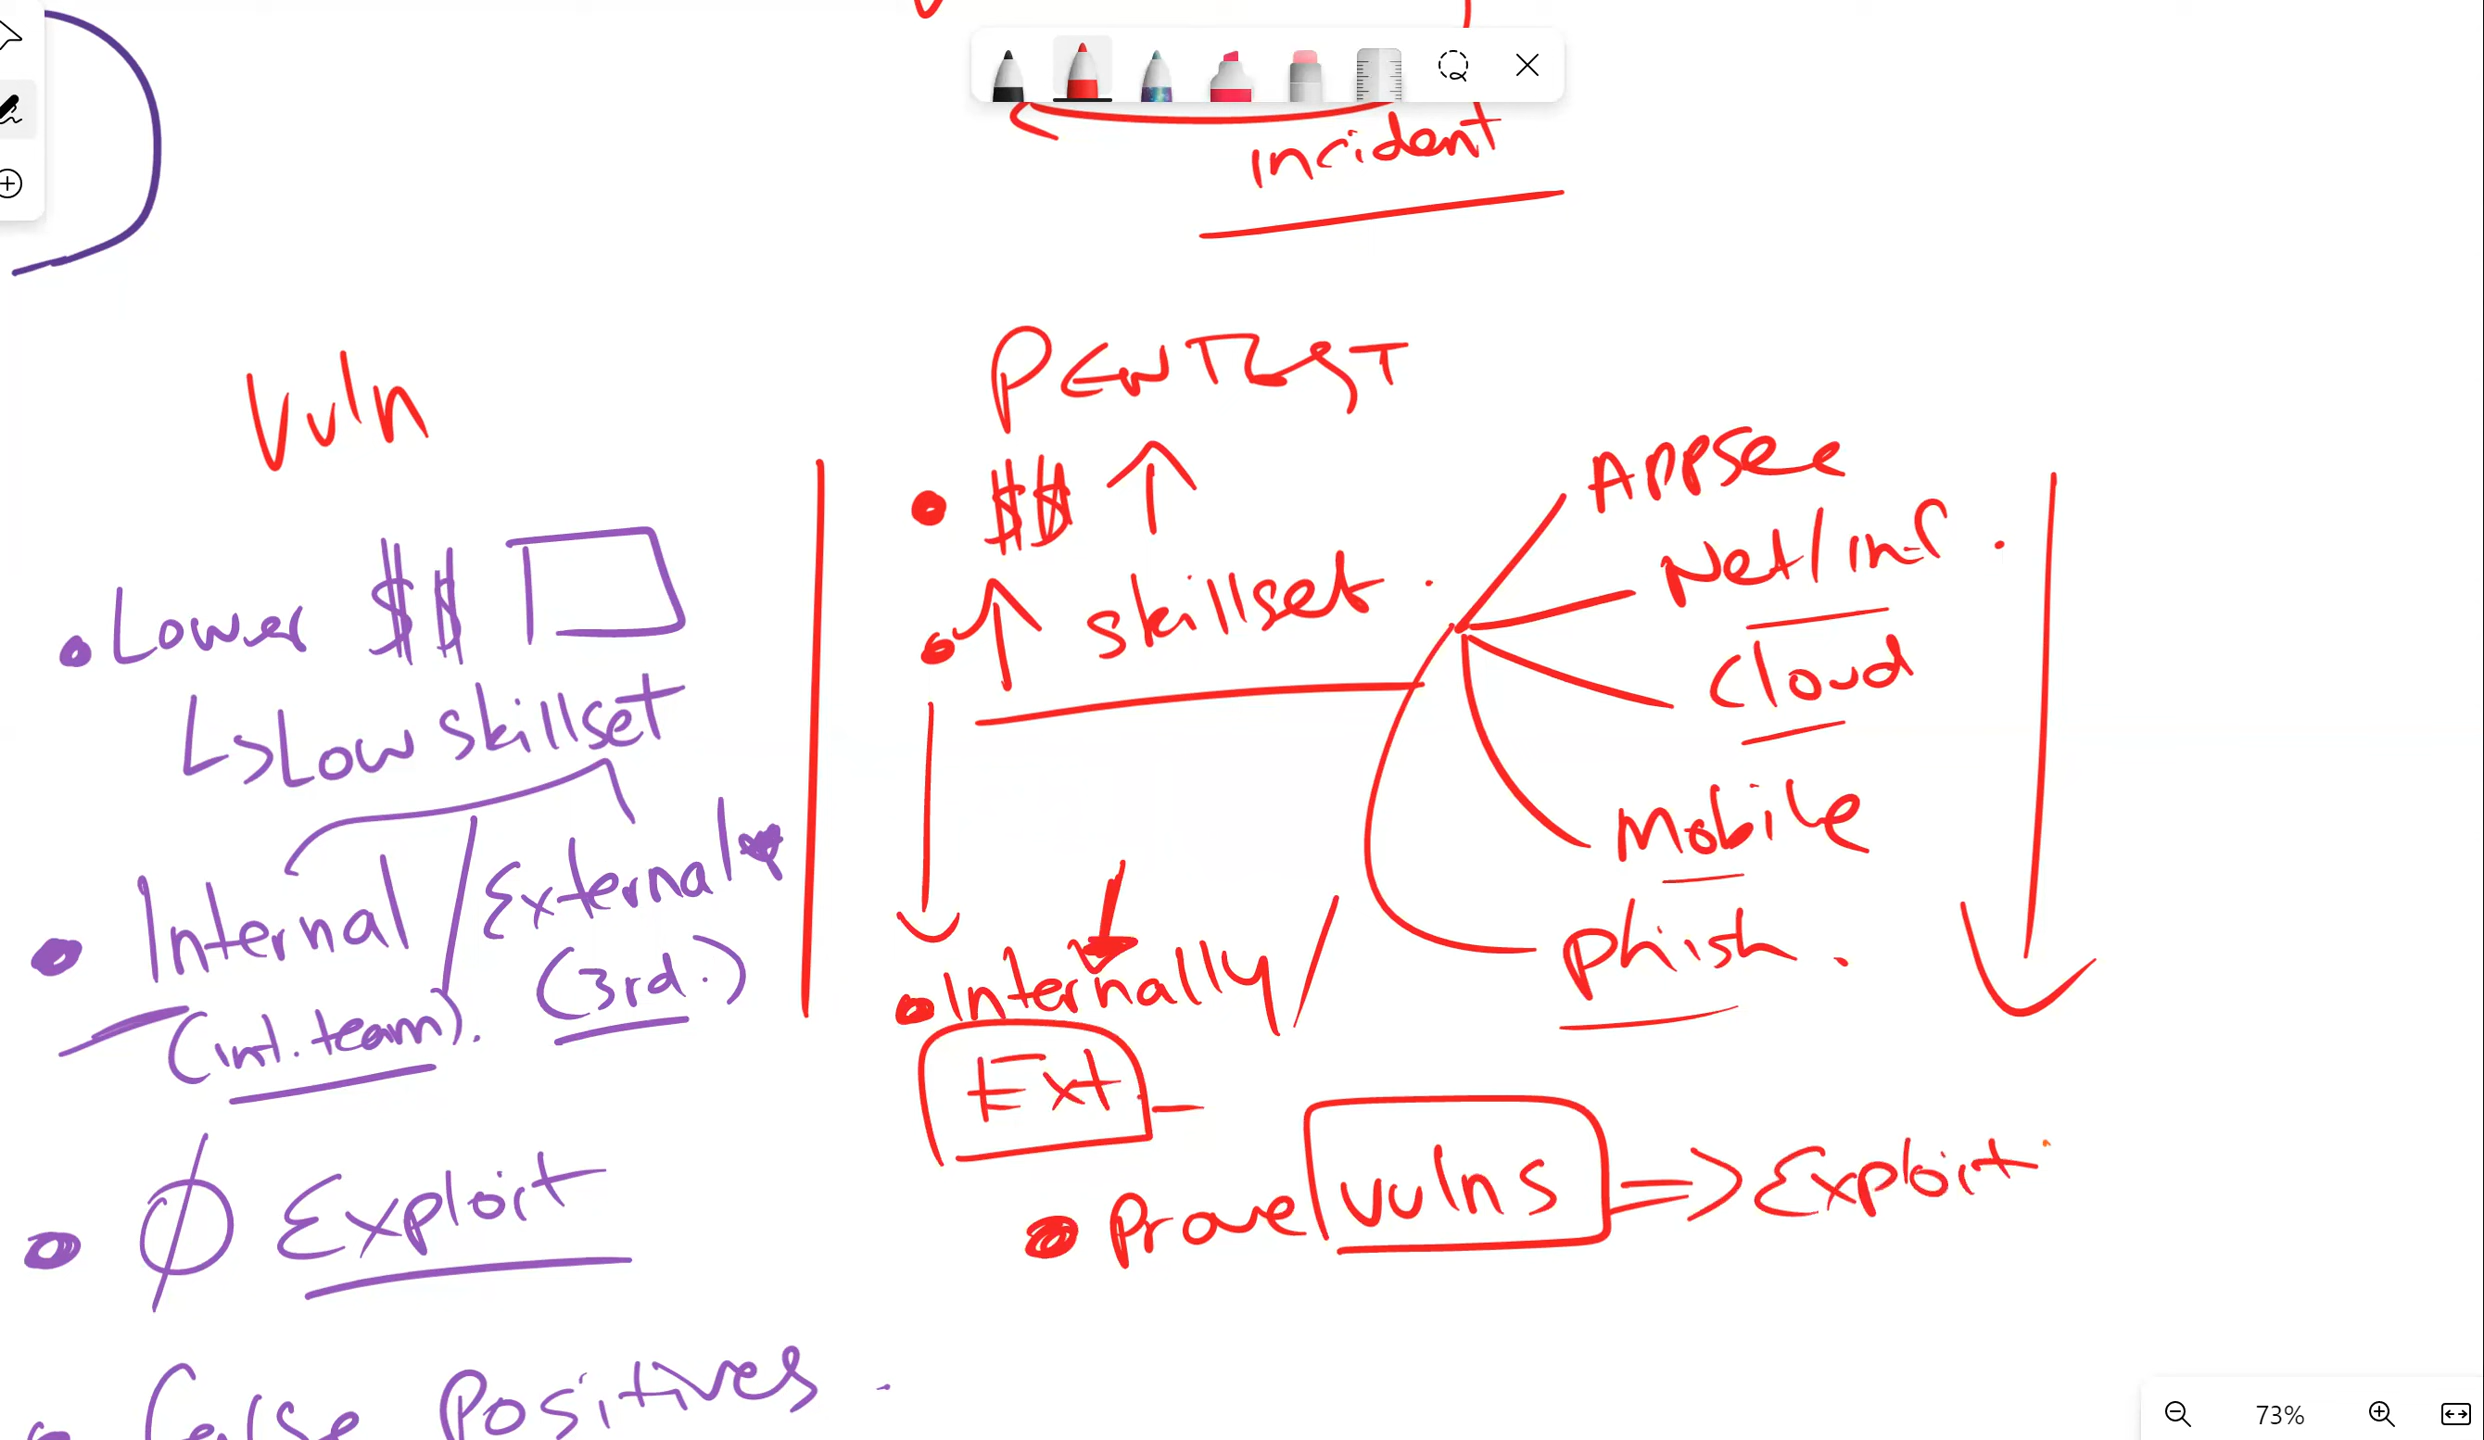 incident
Vuln
• Lower $$
↳ Low skillset
• Internal / External
(int. team). (3rd.)
• Ø Exploit
• False Positives.
PENTEST
• $$ ↑
• ↑ skillset.
AppSec
Net/inf.
Cloud
Mobile
Phish.
• Internally /
Ext
• Prove vulns => Exploit
73%